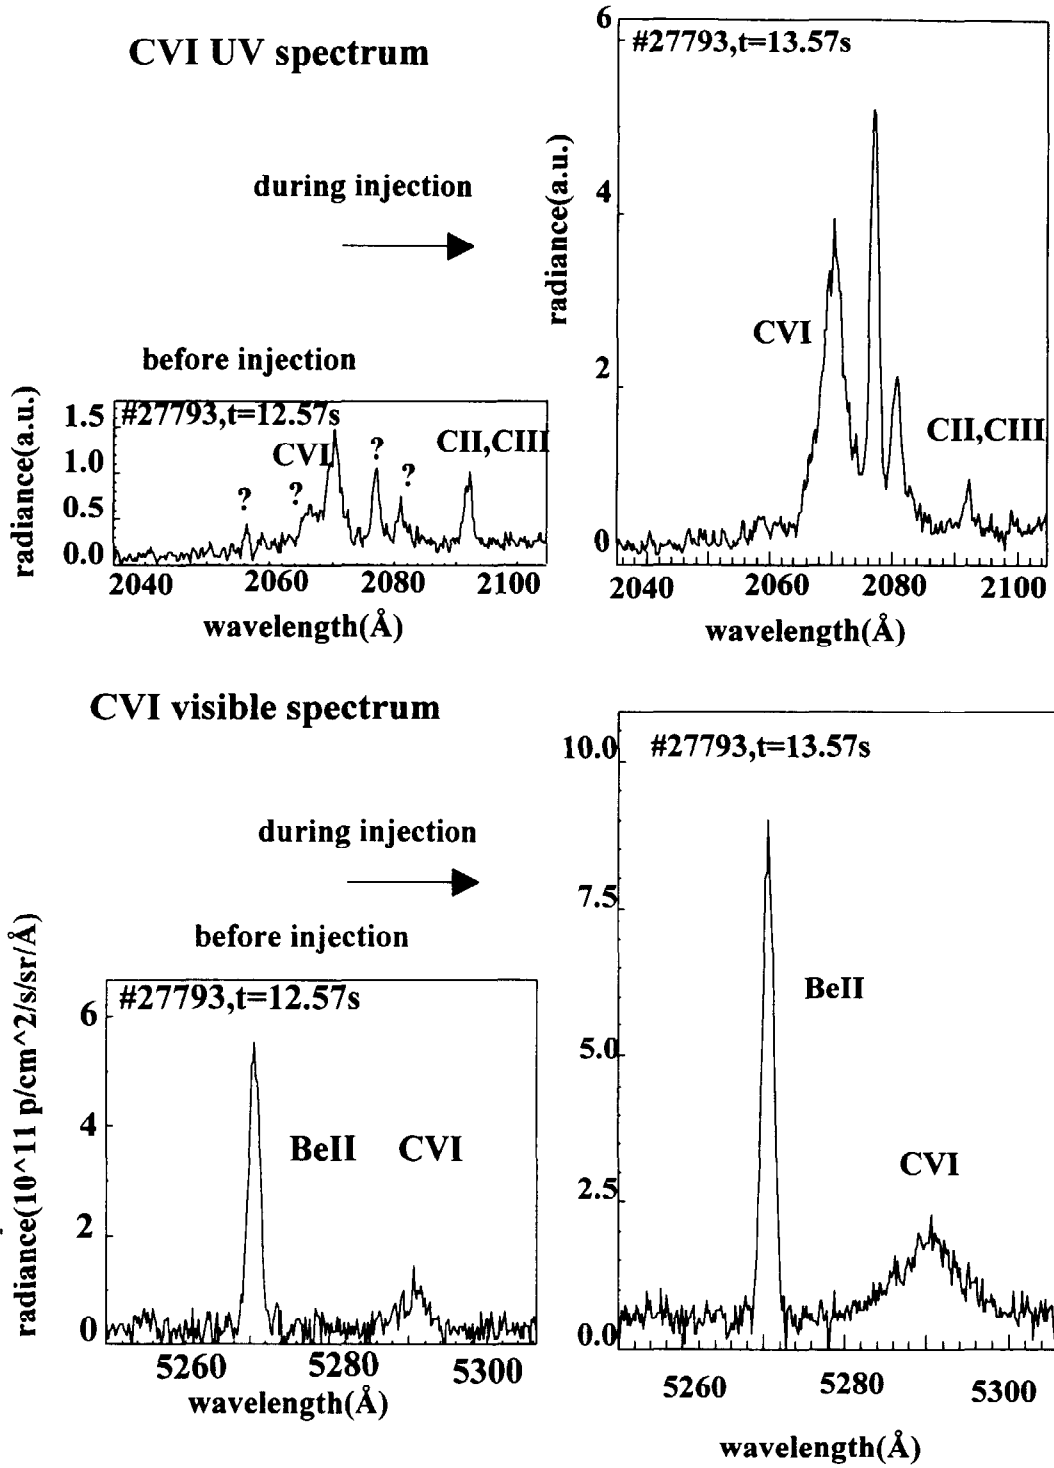 CVI UV spectrum
during injection
before injection
radiance(a.u.)
1.5
1.0
0.5
0.0
#27793,t=12.57s
CVI
?
?
?
?
CII,CIII
2040
2060
2080
2100
wavelength(Å)
radiance(a.u.)
6
4
2
0
#27793,t=13.57s
CVI
CII,CIII
2040
2060
2080
2100
wavelength(Å)
CVI visible spectrum
during injection
before injection
radiance(10^11 p/cm^2/s/sr/Å)
6
4
2
0
#27793,t=12.57s
BeII
CVI
5260
5280
5300
wavelength(Å)
10.0
7.5
5.0
2.5
0.0
#27793,t=13.57s
BeII
CVI
5260
5280
5300
wavelength(Å)